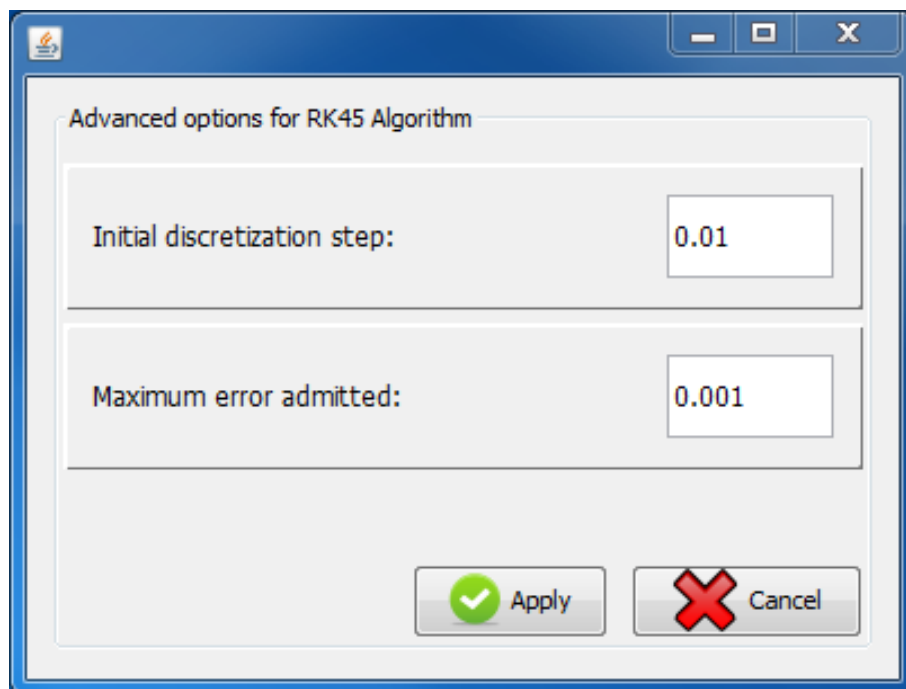 Advanced options for RK45 Algorithm
Initial discretization step: 0.01
Maximum error admitted: 0.001
Apply Cancel